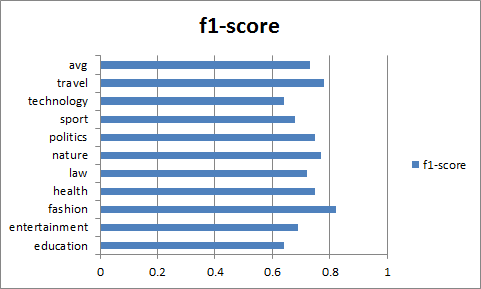 f1-score
avg
travel
technology
sport
politics
nature
law
health
fashion
entertainment
education
f1-score
0 0.2 0.4 0.6 0.8 1